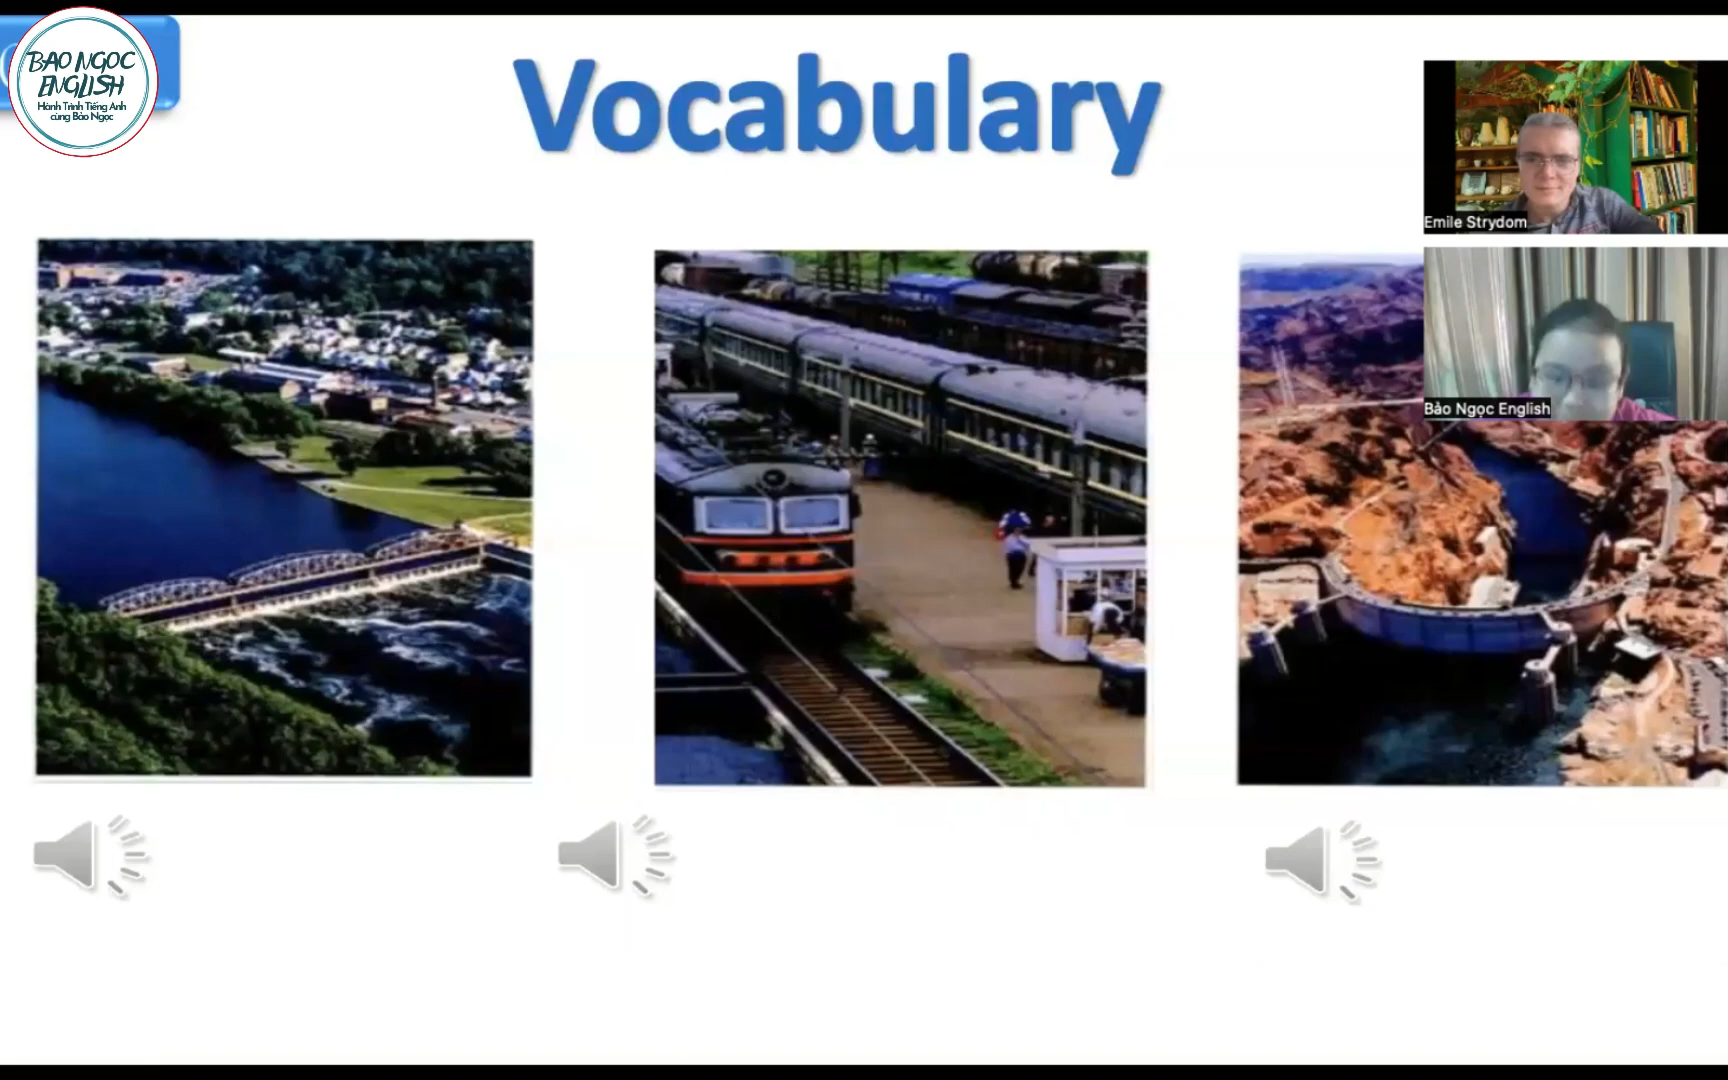 BAO NGOC
ENGLISH
Hành Trình Tiếng Anh
cùng Bảo Ngọc
Vocabulary
Emile Strydom
Bảo Ngọc English